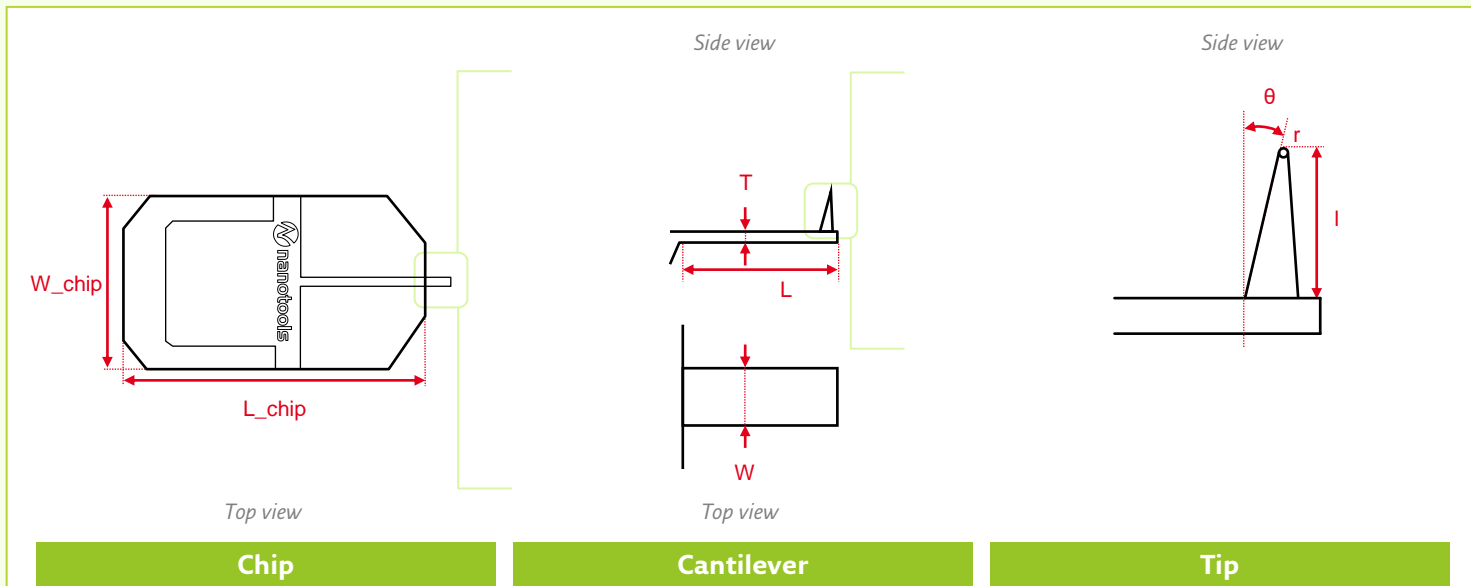 Side view
Side view
θ
r
T
nanotools
W_chip
l
L
L_chip
W
Top view
Top view
Chip
Cantilever
Tip